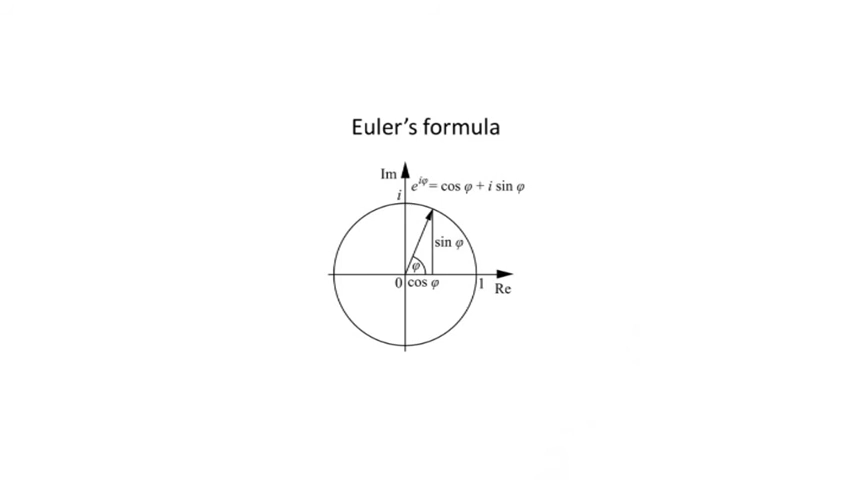 Euler's formula
Im
e^{iφ} = cos φ + i sin φ
i
sin φ
φ
0 cos φ
1
Re